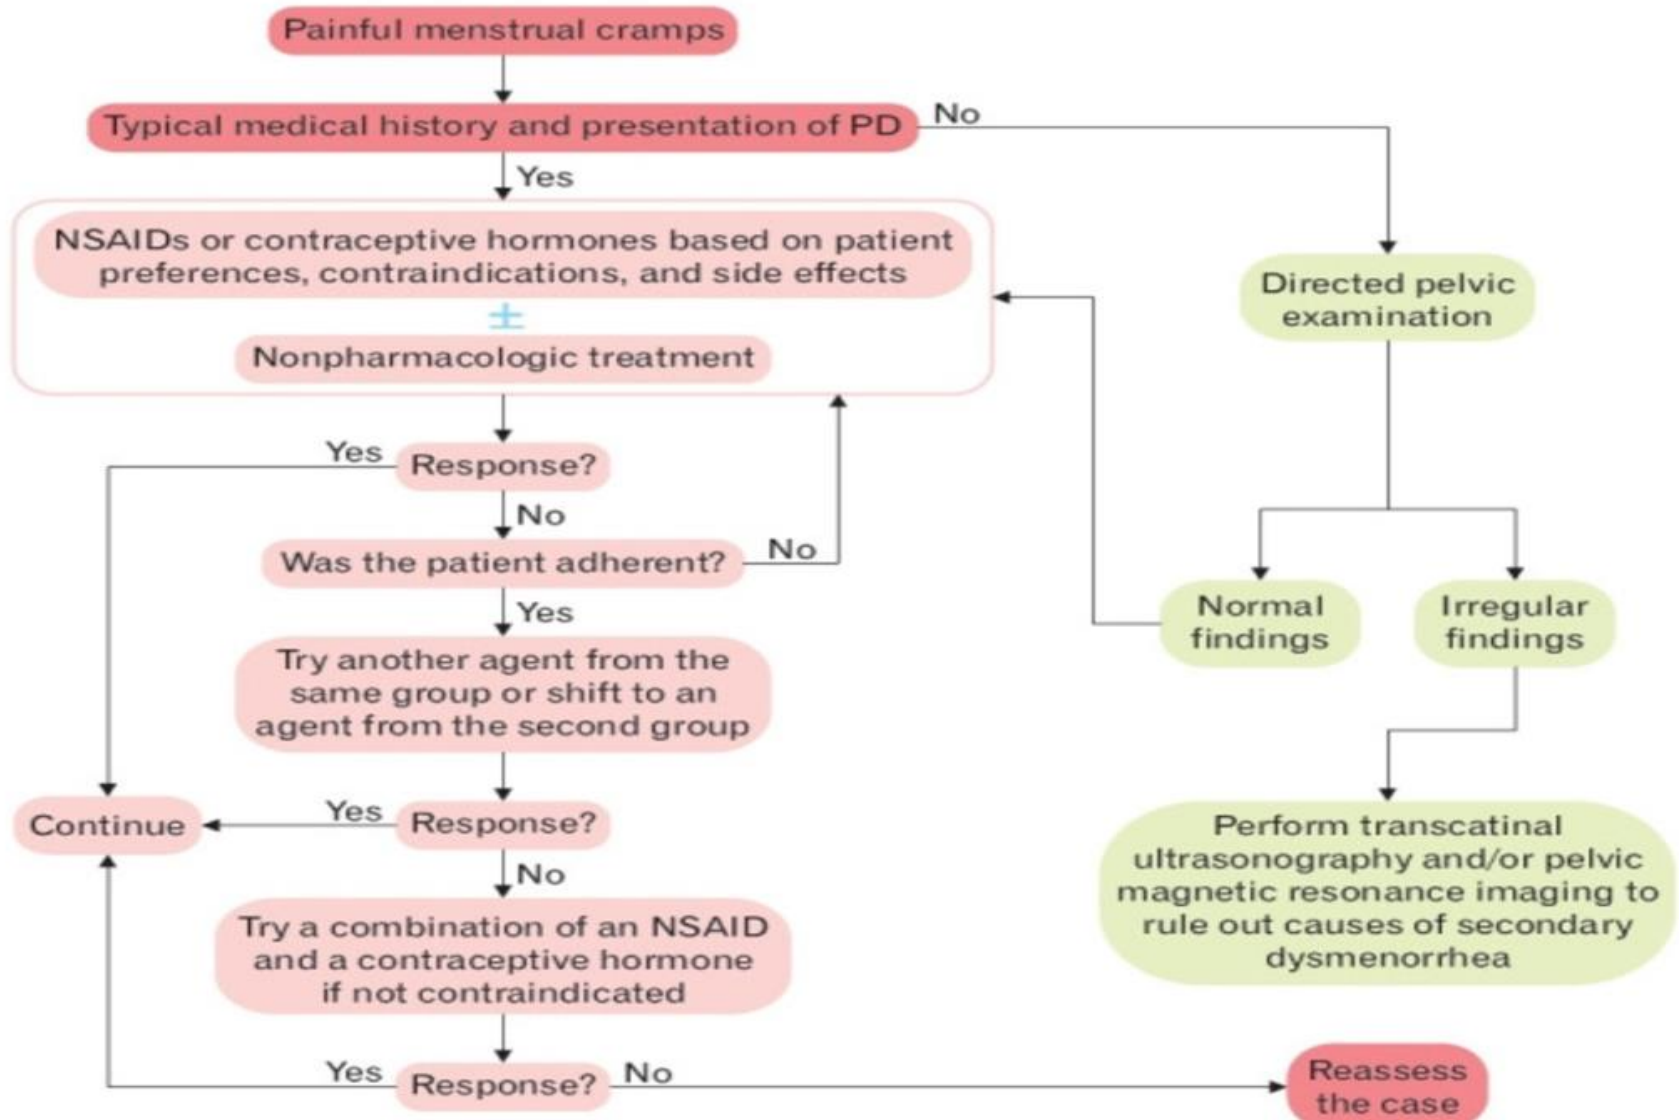 Painful menstrual cramps
Typical medical history and presentation of PD
No
Yes
NSAIDs or contraceptive hormones based on patient
preferences, contraindications, and side effects
±
Nonpharmacologic treatment
Directed pelvic
examination
Yes
Response?
No
Was the patient adherent?
No
Yes
Normal
findings
Irregular
findings
Try another agent from the
same group or shift to an
agent from the second group
Continue
Yes
Response?
No
Perform transcatinal
ultrasonography and/or pelvic
magnetic resonance imaging to
rule out causes of secondary
dysmenorrhea
Try a combination of an NSAID
and a contraceptive hormone
if not contraindicated
Yes
Response?
No
Reassess
the case